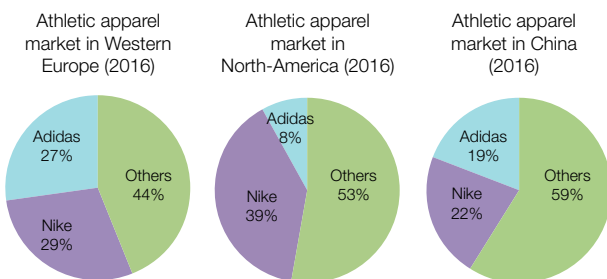 Athletic apparel
market in Western
Europe (2016)
Adidas
27%
Others
44%
Nike
29%
Athletic apparel
market in
North-America (2016)
Adidas
8%
Others
53%
Nike
39%
Athletic apparel
market in China
(2016)
Adidas
19%
Others
59%
Nike
22%